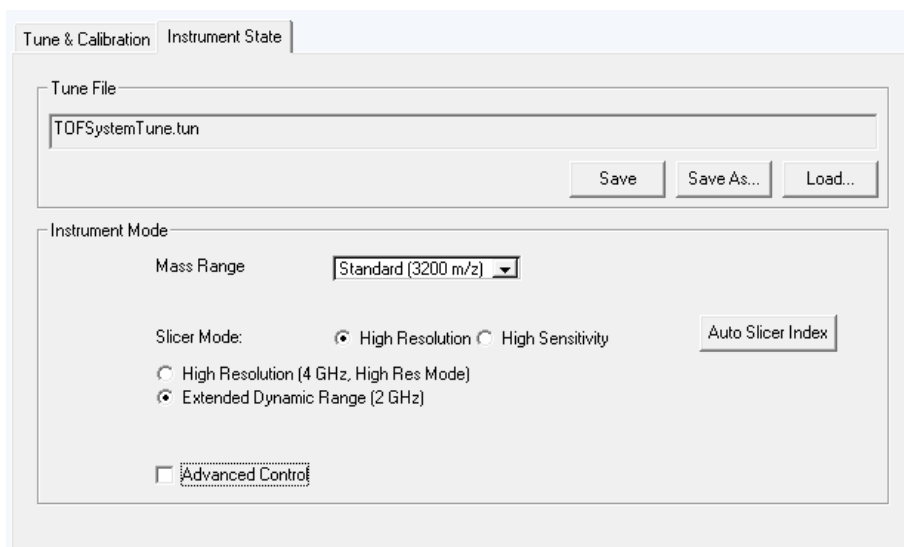 Tune & Calibration Instrument State
Tune File
TOFSystemTune.tun
Save Save As... Load...
Instrument Mode
Mass Range Standard (3200 m/z)
Slicer Mode: High Resolution High Sensitivity Auto Slicer Index
High Resolution (4 GHz, High Res Mode)
Extended Dynamic Range (2 GHz)
Advanced Control